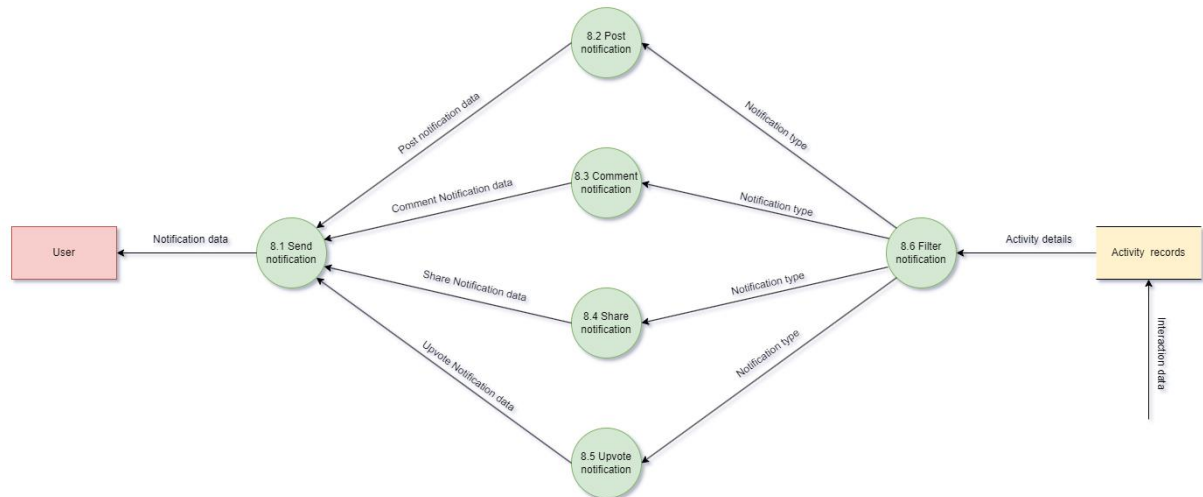 8.2 Post
notification
Post notification data
Notification type
8.3 Comment
notification
Comment Notification data
Notification type
User
Notification data
8.1 Send
notification
8.6 Filter
notification
Activity details
Activity records
Share Notification data
8.4 Share
notification
Notification type
Interaction data
Upvote Notification data
Notification type
8.5 Upvote
notification